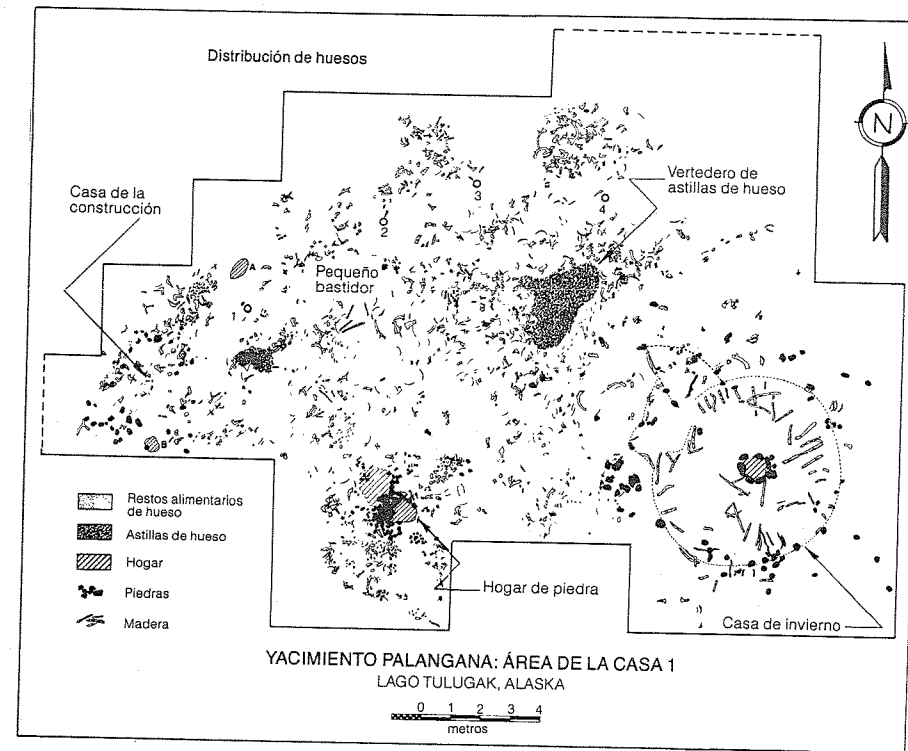 Distribución de huesos
N
Casa de la
construcción
Vertedero de
astillas de hueso
3
4
2
A
Pequeño
bastidor
1
B
Restos alimentarios
de hueso
Astillas de hueso
Hogar
Piedras
Madera
Hogar de piedra
Casa de invierno
YACIMIENTO PALANGANA: ÁREA DE LA CASA 1
LAGO TULUGAK, ALASKA
0 1 2 3 4
metros